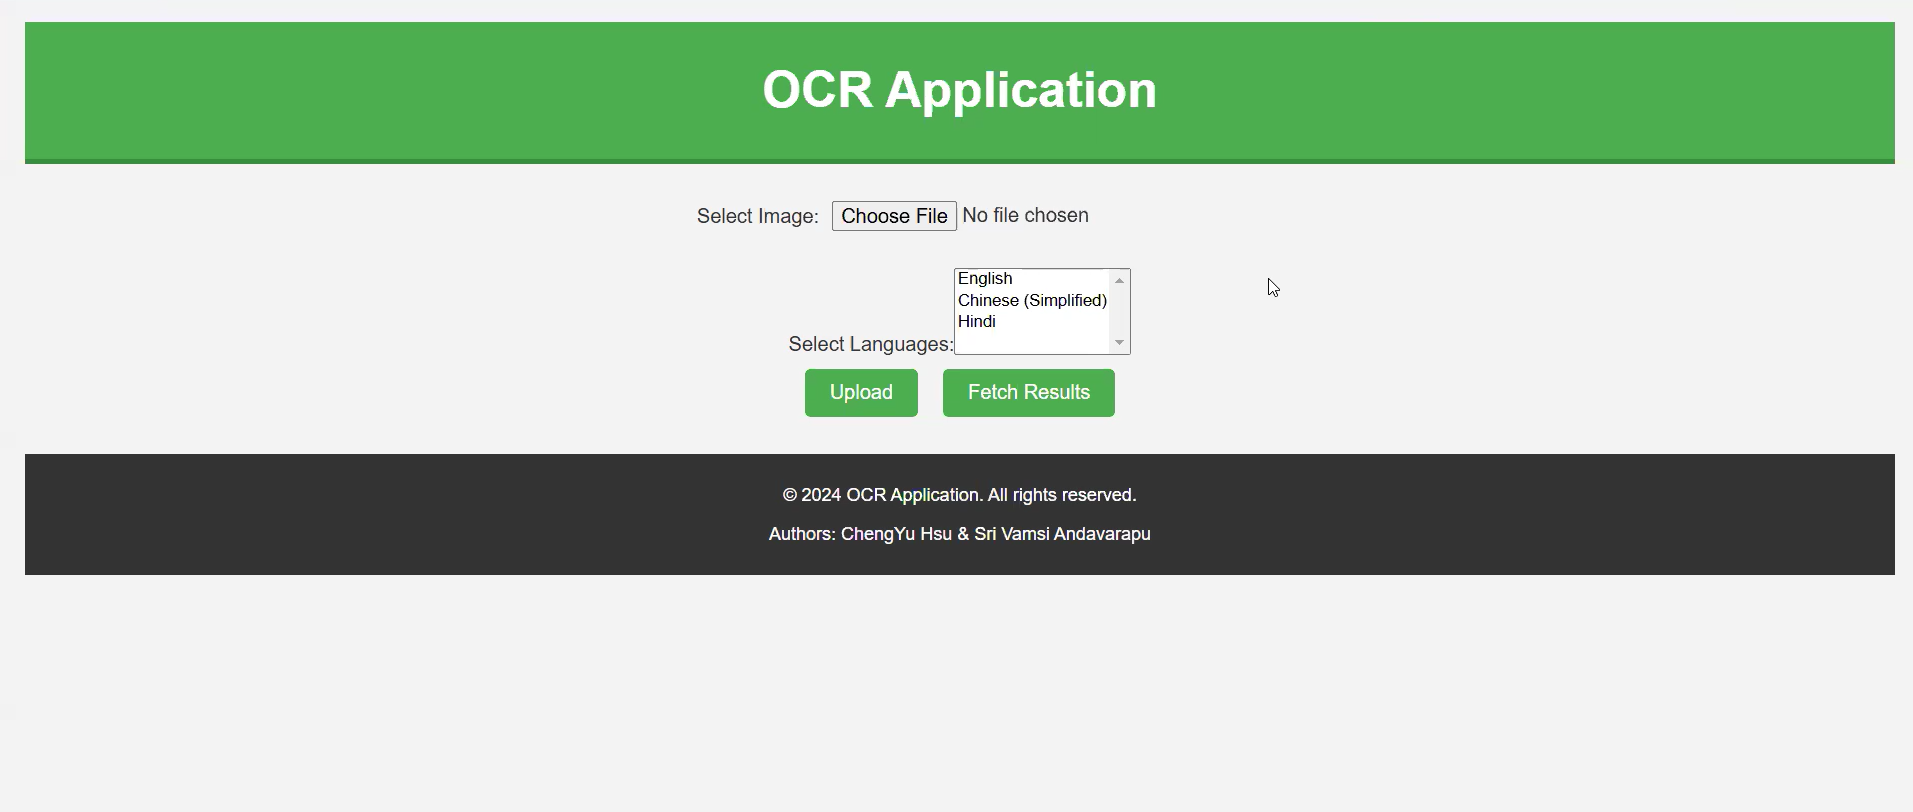 OCR Application
Select Image: Choose File No file chosen
English
Chinese (Simplified)
Hindi
Select Languages:
Upload Fetch Results
© 2024 OCR Application. All rights reserved.
Authors: ChengYu Hsu & Sri Vamsi Andavarapu